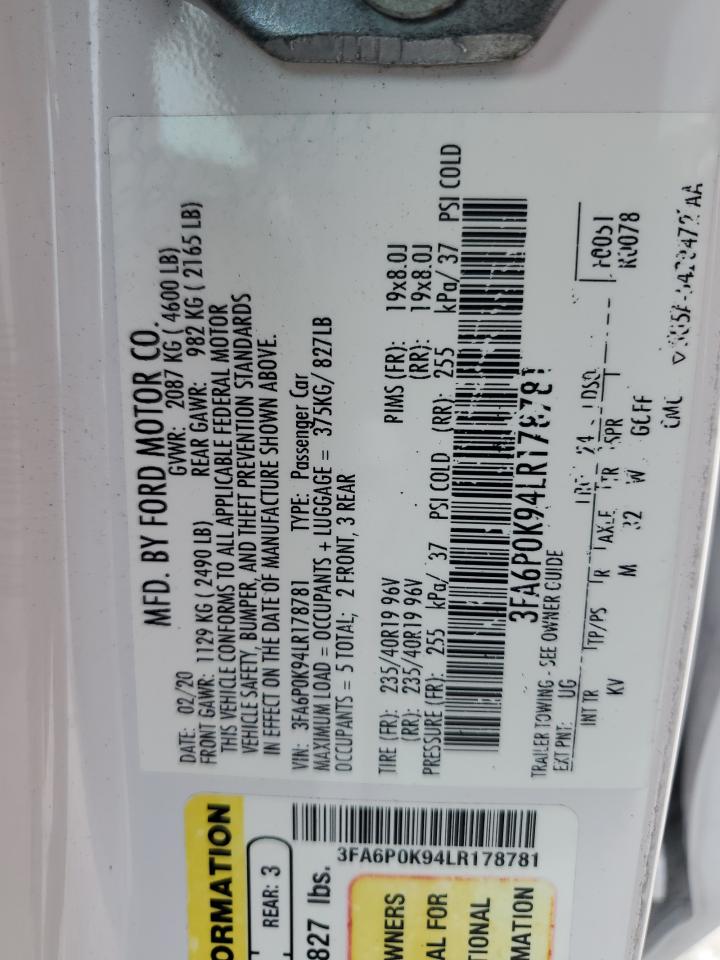 MFD. BY FORD MOTOR CO.
DATE: 02/20 GVWR: 2087 KG ( 4600 LB)
FRONT GAWR: 1129 KG ( 2490 LB) REAR GAWR: 982 KG ( 2165 LB)
THIS VEHICLE CONFORMS TO ALL APPLICABLE FEDERAL MOTOR
VEHICLE SAFETY, BUMPER, AND THEFT PREVENTION STANDARDS
IN EFFECT ON THE DATE OF MANUFACTURE SHOWN ABOVE.
VIN: 3FA6P0K94LR178781 TYPE: Passenger Car
MAXIMUM LOAD = OCCUPANTS + LUGGAGE = 375KG/ 827LB
OCCUPANTS = 5 TOTAL; 2 FRONT, 3 REAR
TIRE (FR): 235/40R19 96V RIMS (FR): 19x8.0J
(RR): 235/40R19 96V (RR): 19x8.0J
PRESSURE (FR): 255 kPa/ 37 PSI COLD (RR): 255 kPa/ 37 PSI COLD
3FA6P0K94LR178781
TRAILER TOWING - SEE OWNER GUIDE
EXT PNT: UG
INT TR TP/PS R AXLE TR SPR
KV M 32 W
R0078
ORMATION
REAR: 3
827 lbs.
3FA6P0K94LR178781
WNERS
AL FOR
TIONAL
MATION